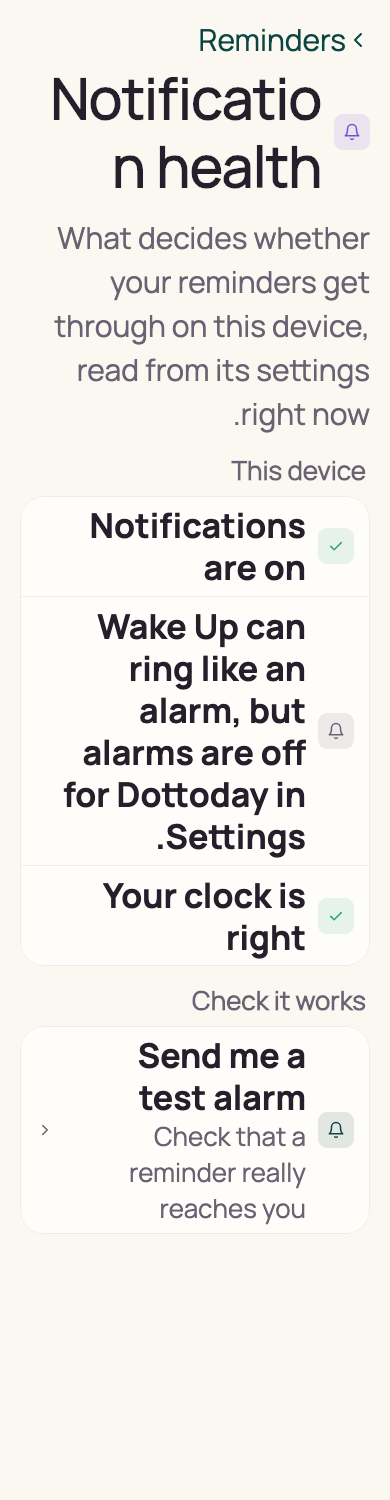 Reminders
Notificatio
n health
What decides whether
your reminders get
through on this device,
read from its settings
.right now
This device
Notifications
are on
Wake Up can
ring like an
alarm, but
alarms are off
for Dottoday in
.Settings
Your clock is
right
Check it works
Send me a
test alarm
Check that a
reminder really
reaches you